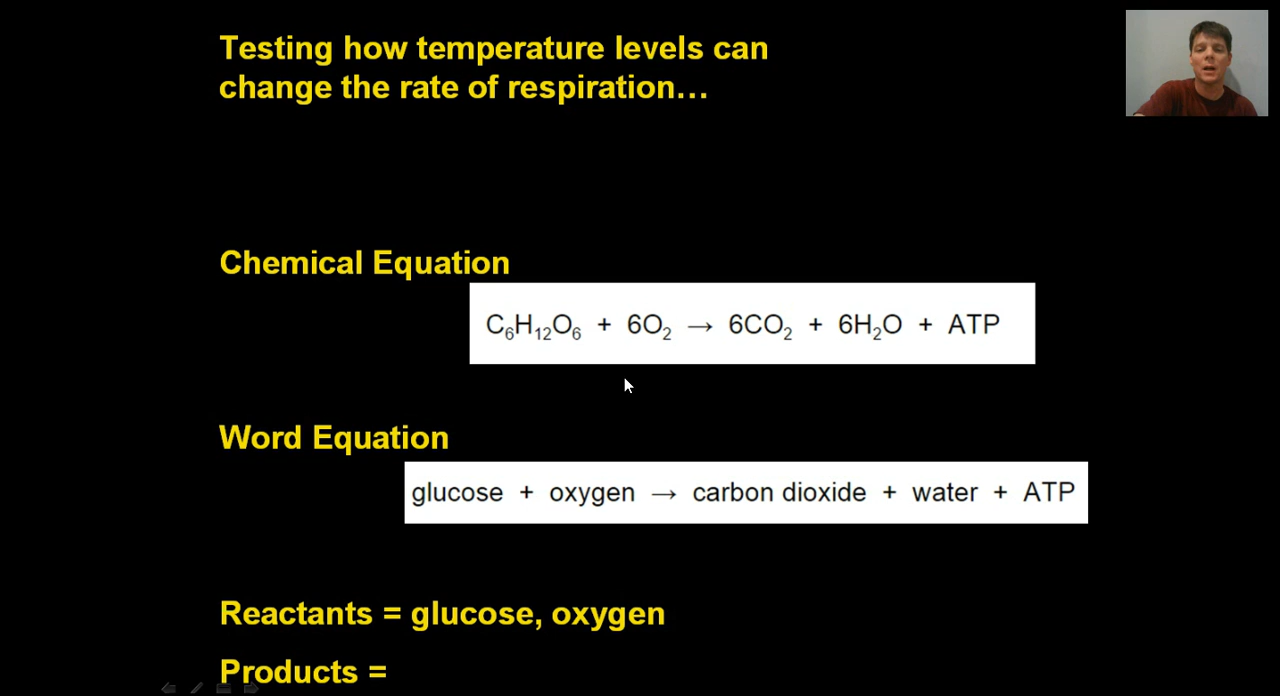 Testing how temperature levels can
change the rate of respiration…
Chemical Equation
C₆H₁₂O₆ + 6O₂ → 6CO₂ + 6H₂O + ATP
Word Equation
glucose + oxygen → carbon dioxide + water + ATP
Reactants = glucose, oxygen
Products =